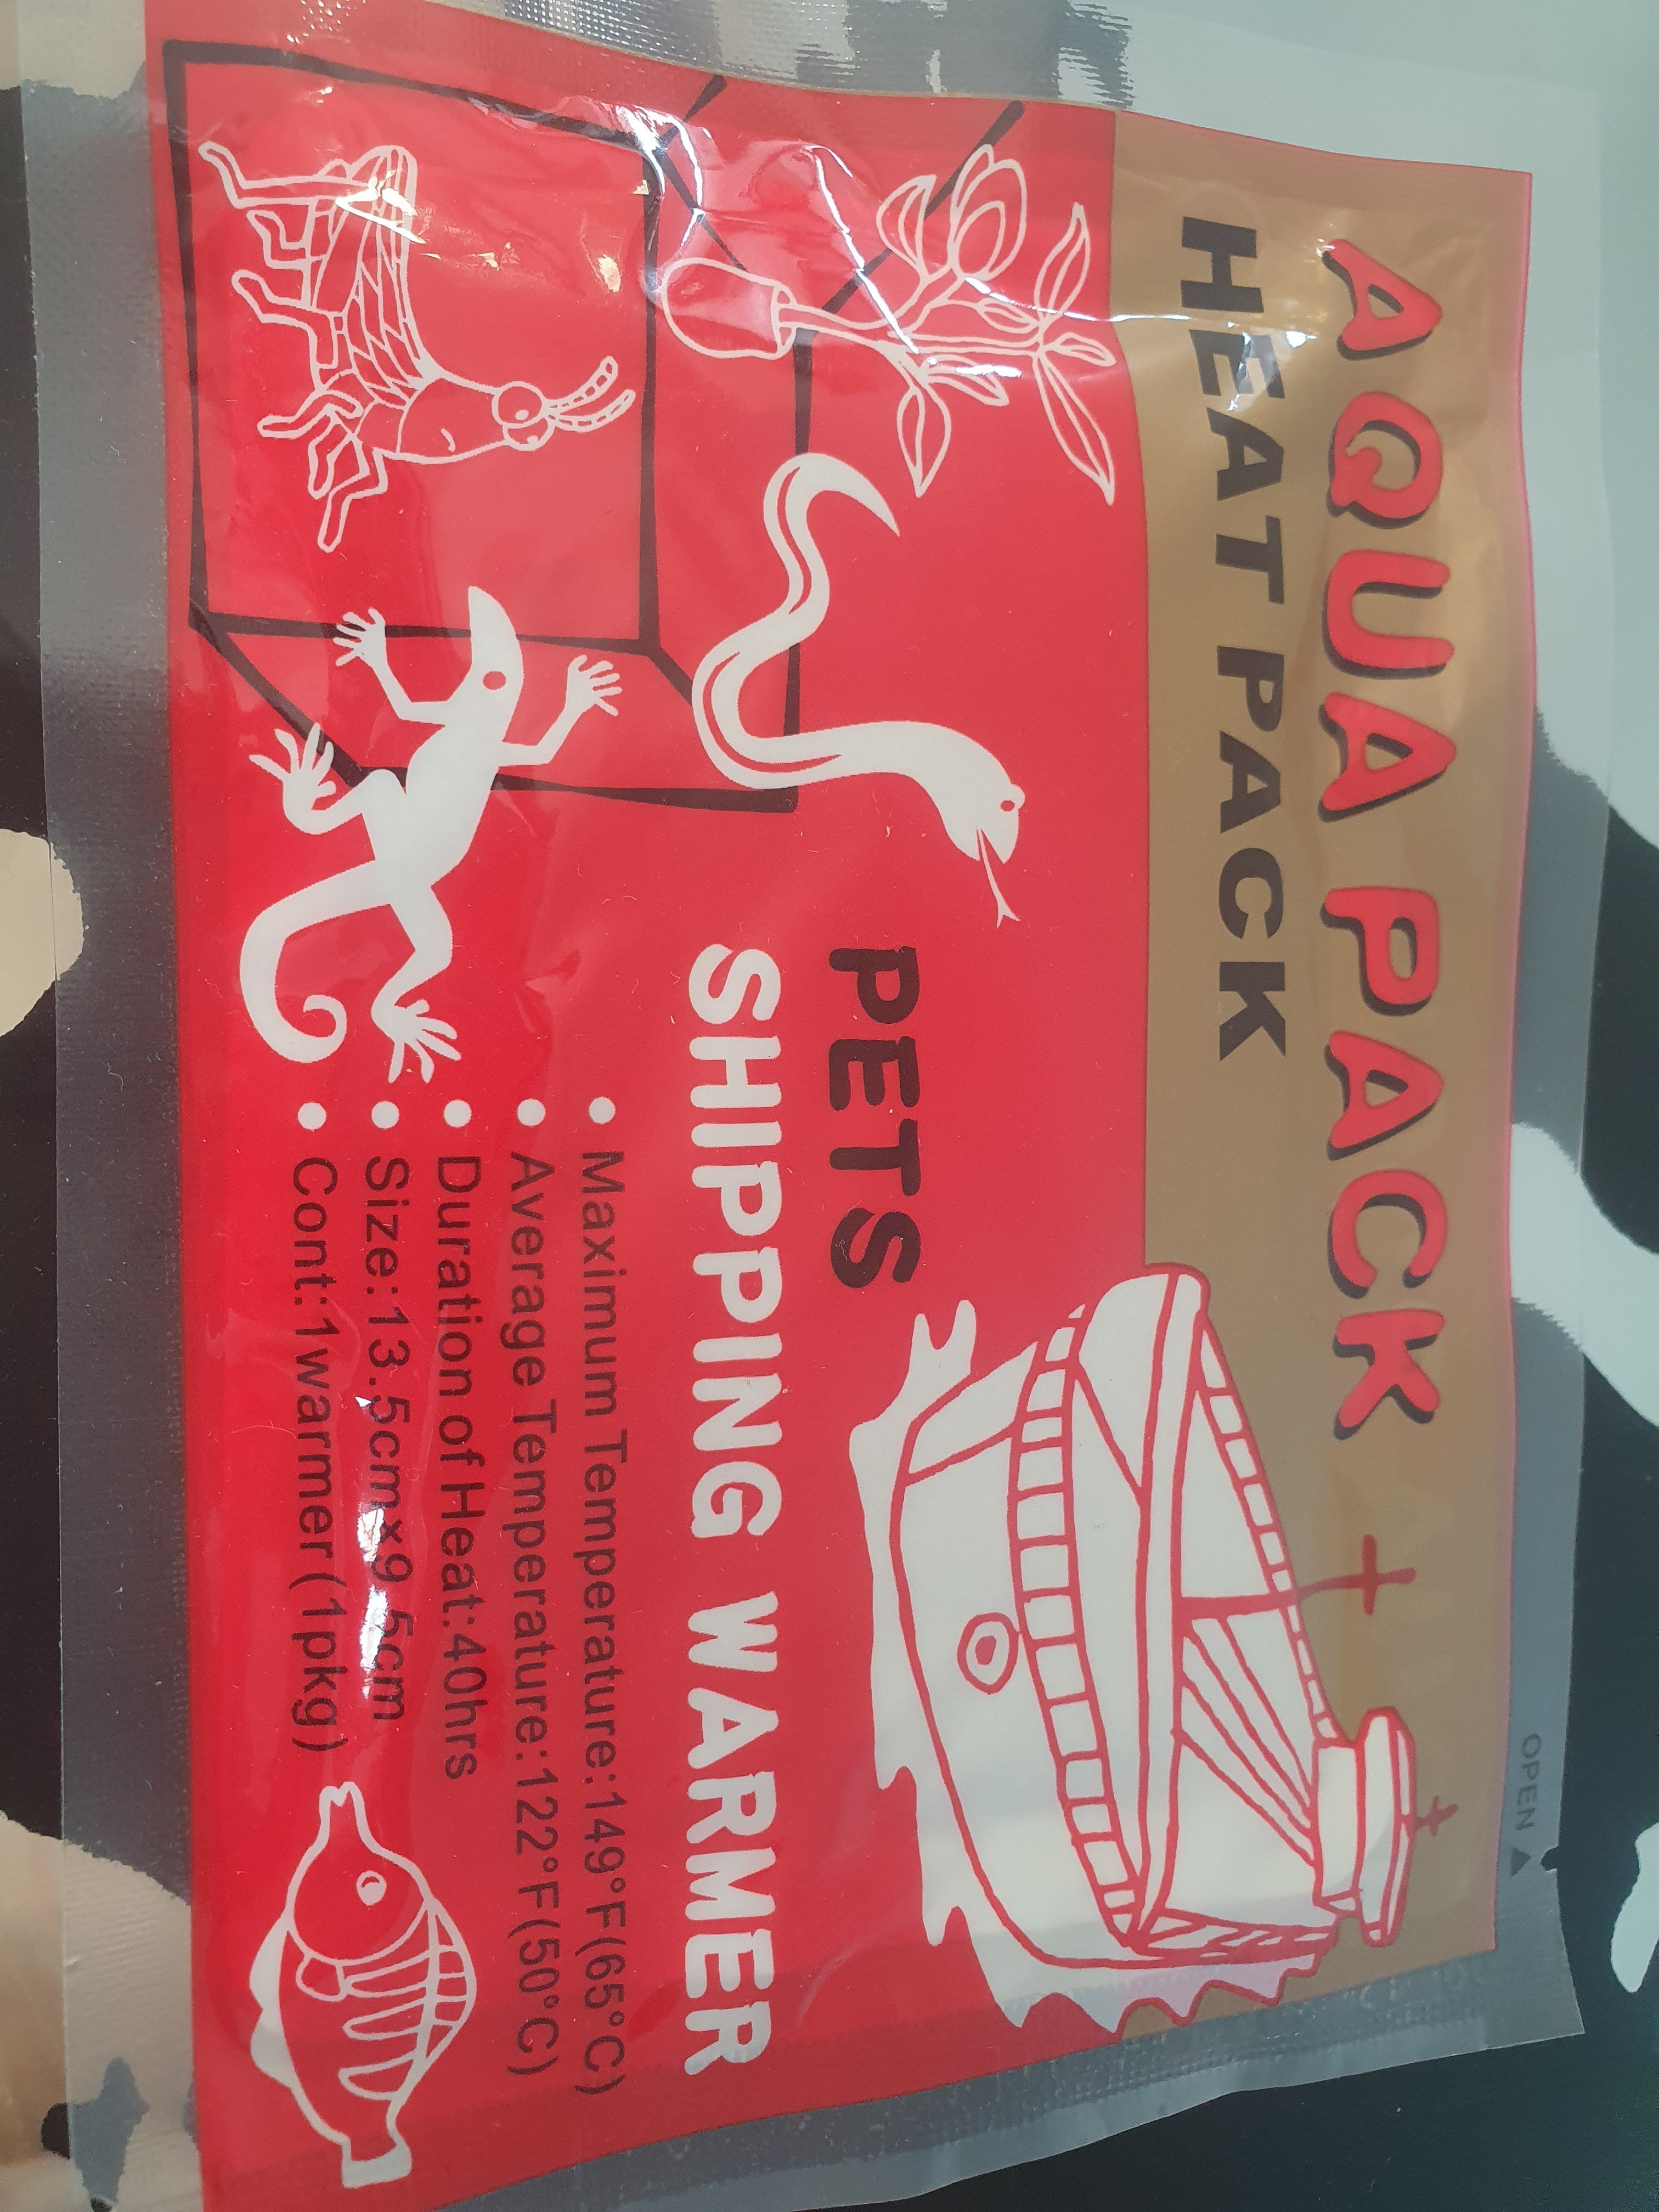 OPEN ▲
AQUA PACK
HEAT PACK
PETS
SHIPPING WARMER
• Maximum Temperature:149°F(65°C)
• Average Temperature:122°F(50°C)
• Duration of Heat:40hrs
• Size:13.5cm×9.5cm
• Cont:1warmer(1pkg)